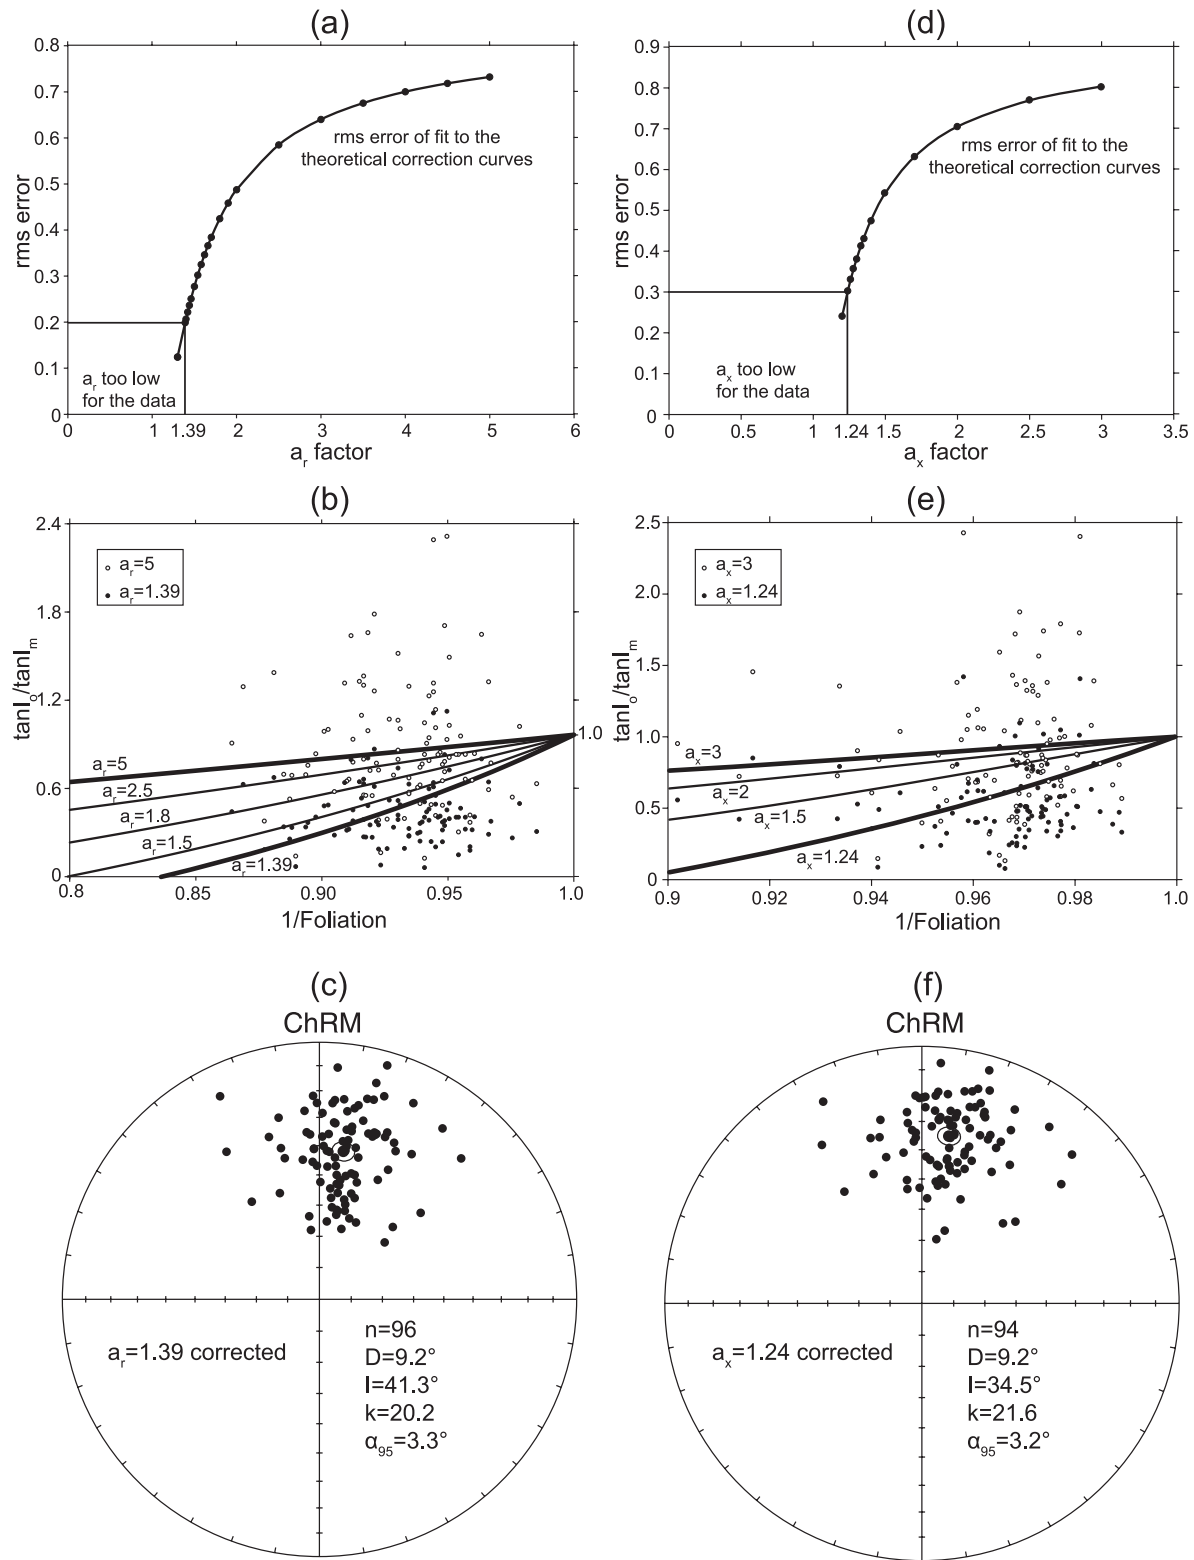 (a)
0.8
0.7
0.6
0.5
0.4
0.3
0.2
0.1
0
rms error
rms error of fit to the
theoretical correction curves
a_r too low
for the data
0 1 1.39 2 3 4 5 6
a_r factor
(d)
0.9
0.8
0.7
0.6
0.5
0.4
0.3
0.2
0.1
0
rms error
rms error of fit to the
theoretical correction curves
a_x too low
for the data
0 0.5 1 1.24 1.5 2 2.5 3 3.5
a_x factor
(b)
2.4
1.8
1.2
0.6
0
tanI_o/tanI_m
a_r=5
a_r=1.39
1.0
a_r=5
a_r=2.5
a_r=1.8
a_r=1.5
a_r=1.39
0.8 0.85 0.90 0.95 1.0
1/Foliation
(e)
2.5
2.0
1.5
1.0
0.5
0
tanI_o/tanI_m
a_x=3
a_x=1.24
a_x=3
a_x=2
a_x=1.5
a_x=1.24
0.9 0.92 0.94 0.96 0.98 1.0
1/Foliation
(c)
ChRM
a_r=1.39 corrected
n=96
D=9.2°
I=41.3°
k=20.2
α_95=3.3°
(f)
ChRM
a_x=1.24 corrected
n=94
D=9.2°
I=34.5°
k=21.6
α_95=3.2°